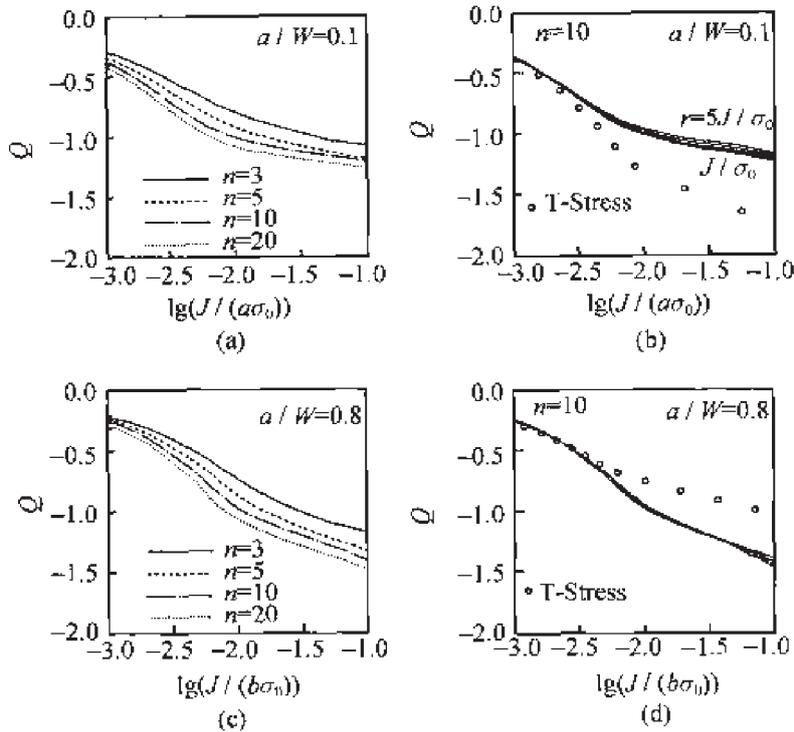 0.0
-0.5
-1.0
-1.5
-2.0
Q
a / W=0.1
n=3
n=5
n=10
n=20
-3.0 -2.5 -2.0 -1.5 -1.0
lg(J / (aσ₀))
(a)
0.0
-0.5
-1.0
-1.5
-2.0
Q
n=10 a / W=0.1
r=5J / σ₀
J / σ₀
T-Stress
-3.0 -2.5 -2.0 -1.5 -1.0
lg(J / (aσ₀))
(b)
0.0
-0.5
-1.0
-1.5
-2.0
Q
a / W=0.8
n=3
n=5
n=10
n=20
-3.0 -2.5 -2.0 -1.5 -1.0
lg(J / (bσ₀))
(c)
0.0
-0.5
-1.0
-1.5
-2.0
Q
n=10 a / W=0.8
T-Stress
-3.0 -2.5 -2.0 -1.5 -1.0
lg(J / (bσ₀))
(d)